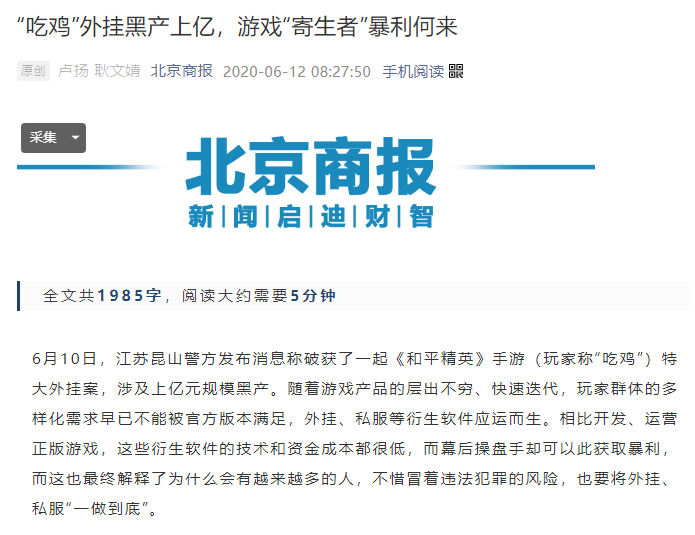 “吃鸡”外挂黑产上亿，游戏“寄生者”暴利何来
原创 卢扬 耿文婧 北京商报 2020-06-12 08:27:50 手机阅读
采集
北京商报
新|闻|启|迪|财|智
全文共1985字，阅读大约需要5分钟
6月10日，江苏昆山警方发布消息称破获了一起《和平精英》手游（玩家称“吃鸡”）特
大外挂案，涉及上亿元规模黑产。随着游戏产品的层出不穷、快速迭代，玩家群体的多
样化需求早已不能被官方版本满足，外挂、私服等衍生软件应运而生。相比开发、运营
正版游戏，这些衍生软件的技术和资金成本都很低，而幕后操盘手却可以此获取暴利，
而这也最终解释了为什么会有越来越多的人，不惜冒着违法犯罪的风险，也要将外挂、
私服“一做到底”。